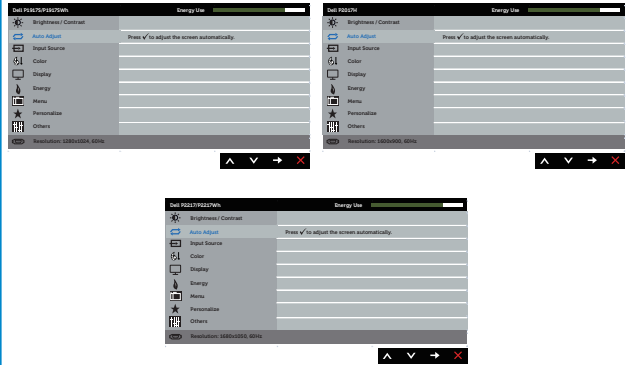 Dell P1917S/P1917SWh Energy Use
Brightness / Contrast
Auto Adjust Press ✓ to adjust the screen automatically.
Input Source
Color
Display
Energy
Menu
Personalize
Others
Resolution: 1280x1024, 60Hz
Dell P2017H Energy Use
Brightness / Contrast
Auto Adjust Press ✓ to adjust the screen automatically.
Input Source
Color
Display
Energy
Menu
Personalize
Others
Resolution: 1600x900, 60Hz
Dell P2217/P2217Wh Energy Use
Brightness / Contrast
Auto Adjust Press ✓ to adjust the screen automatically.
Input Source
Color
Display
Energy
Menu
Personalize
Others
Resolution: 1680x1050, 60Hz